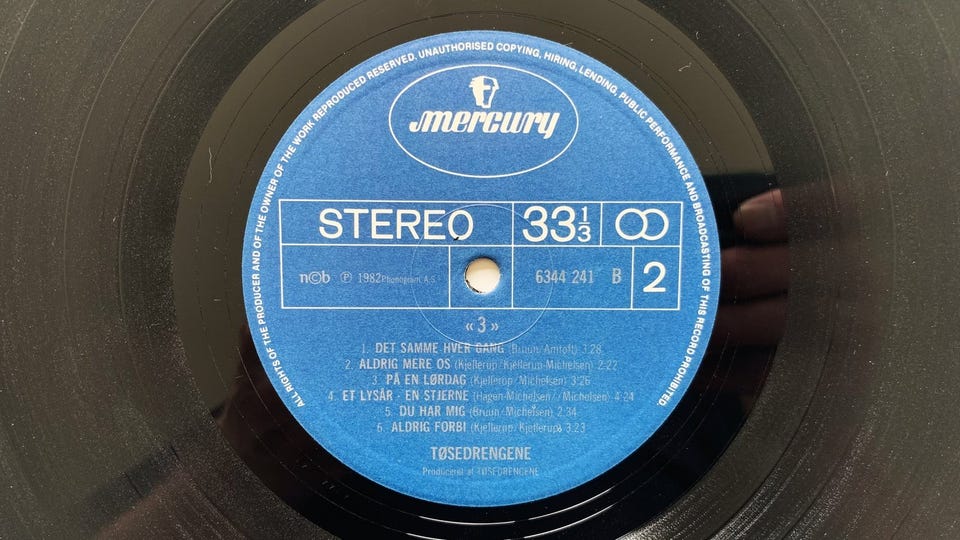 ALL RIGHTS OF THE PRODUCER AND OF THE OWNER OF THE WORK REPRODUCED RESERVED. UNAUTHORISED COPYING, HIRING, LENDING, PUBLIC PERFORMANCE AND BROADCASTING OF THIS RECORD PROHIBITED.
mercury
STEREO 33 1/3
n©b ℗ 1982 Phonogram A.S. 6344 241 B 2
«3»
1. DET SAMME HVER GANG (Bruun/Amtoft) 3:28
2. ALDRIG MERE OS (Kjellerup/Kjellerup-Michelsen) 2:22
3. PÅ EN LØRDAG (Kjellerup/Michelsen) 3:26
4. ET LYSÅR - EN STJERNE (Hagen-Michelsen//Michelsen) 4:24
5. DU HAR MIG (Bruun/Michelsen) 2:34
6. ALDRIG FORBI (Kjellerup/Kjellerup) 3:23
TØSEDRENGENE
Produceret af TØSEDRENGENE